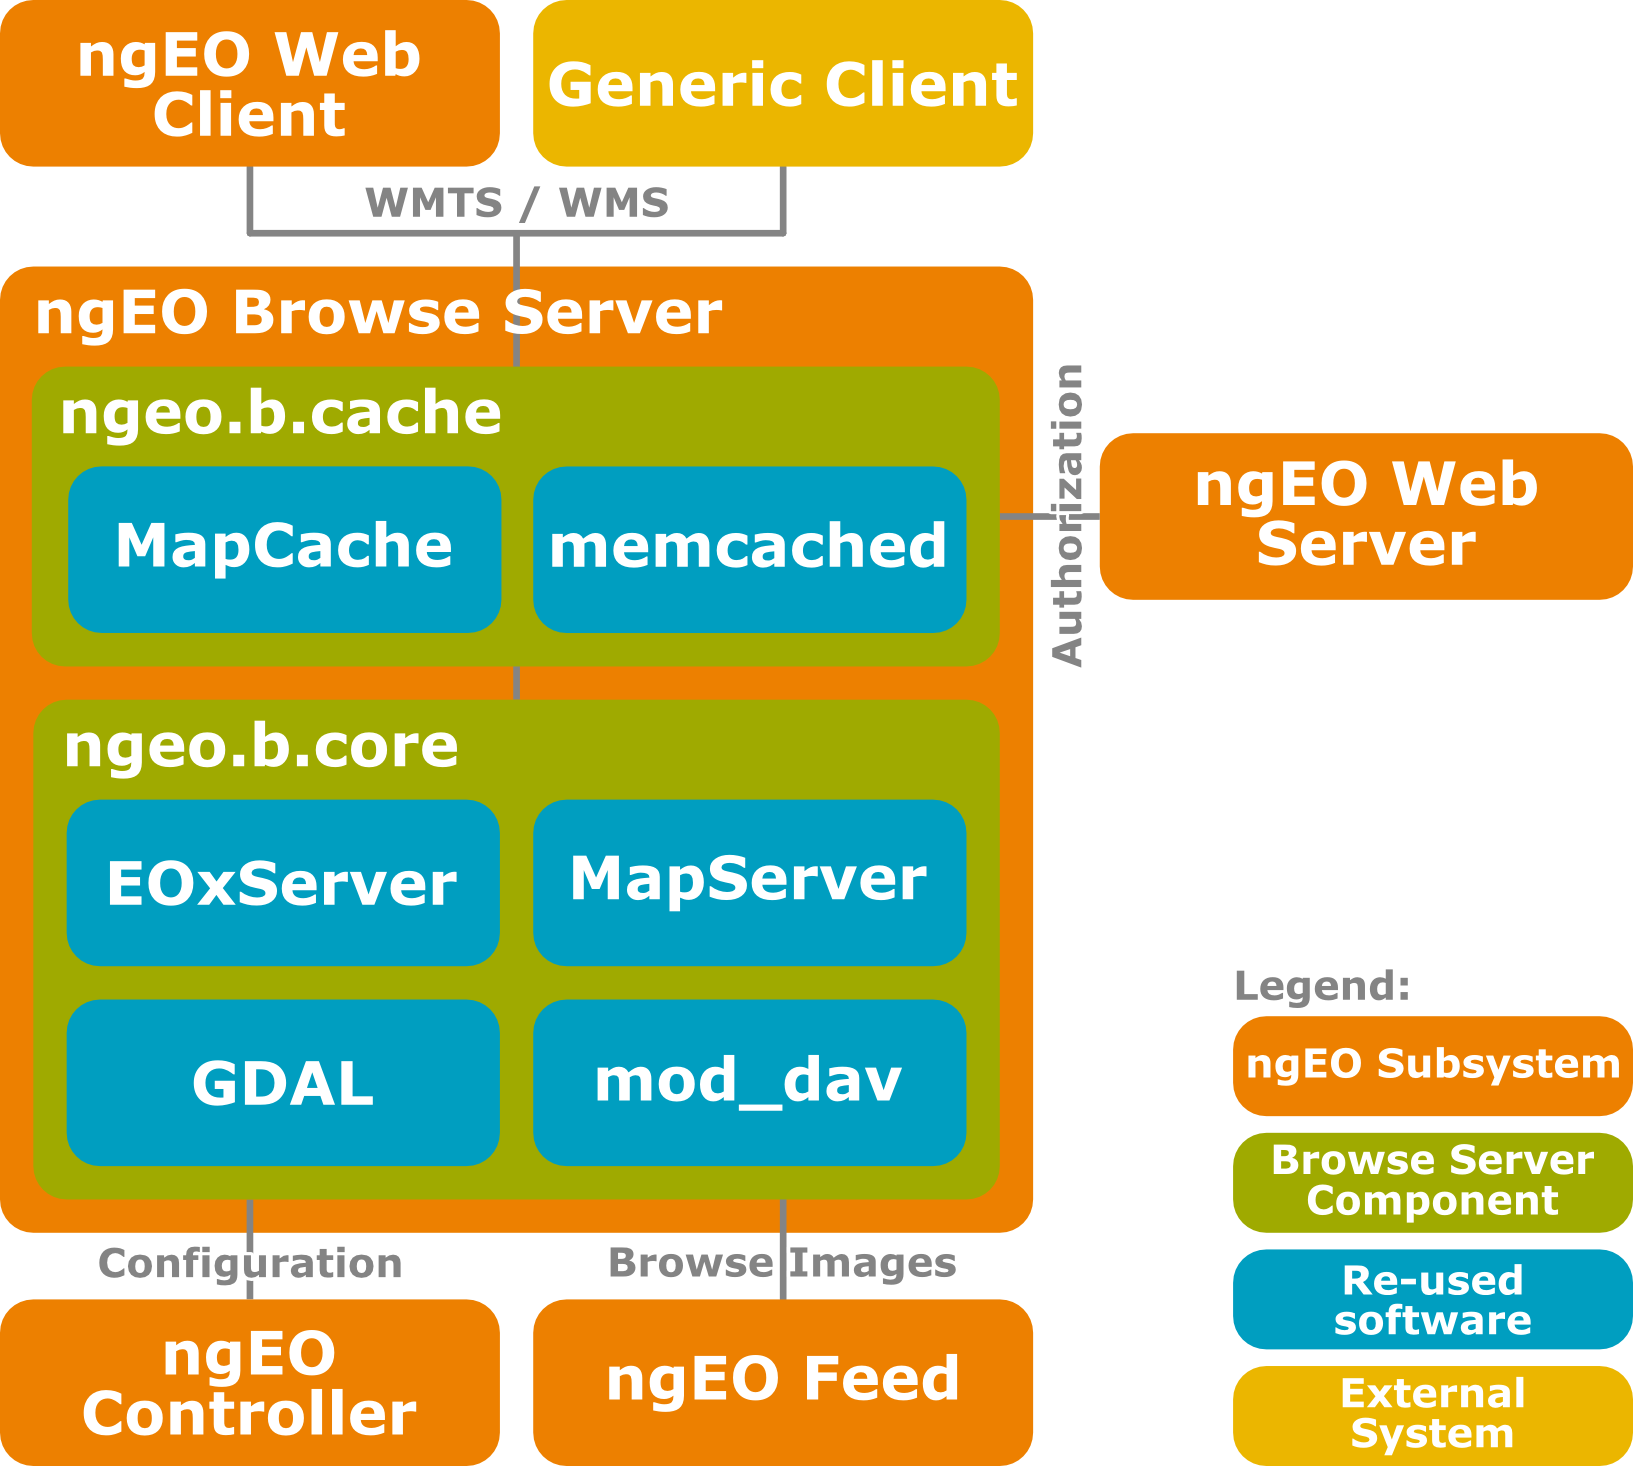 ngEO Web
Client
Generic Client
WMTS / WMS
ngEO Browse Server
ngeo.b.cache
MapCache
memcached
Authorization
ngEO Web
Server
ngeo.b.core
EOxServer
MapServer
GDAL
mod_dav
Configuration
Browse Images
ngEO
Controller
ngEO Feed
Legend:
ngEO Subsystem
Browse Server
Component
Re-used
software
External
System